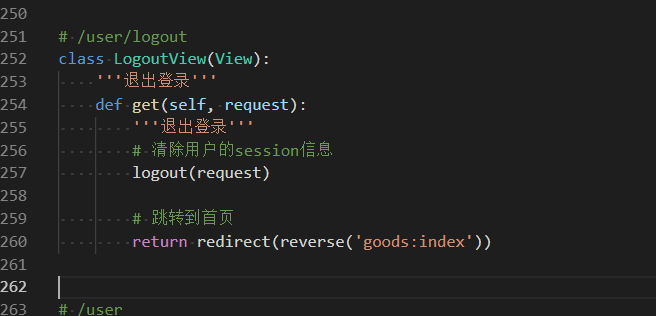 250
251 # /user/logout
252 class LogoutView(View):
253     '''退出登录'''
254     def get(self, request):
255         '''退出登录'''
256         # 清除用户的session信息
257         logout(request)
258
259         # 跳转到首页
260         return redirect(reverse('goods:index'))
261
262
263 # /user